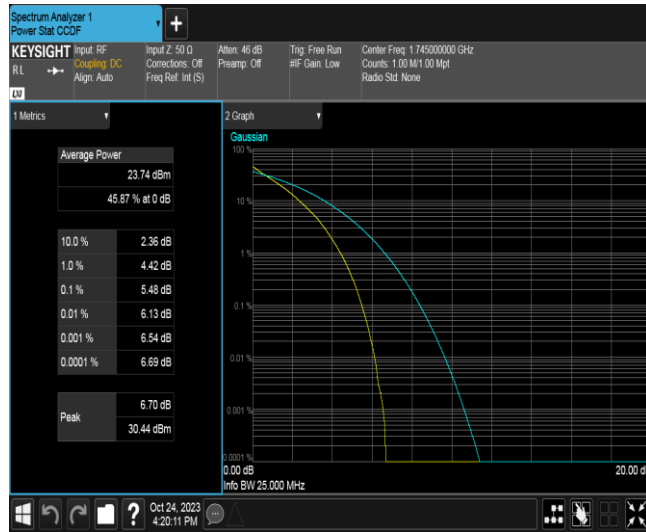 Spectrum Analyzer 1
Power Stat CCDF
KEYSIGHT
RL
LXI
Input: RF
Coupling: DC
Align: Auto
Input Z: 50 Ω
Corrections: Off
Freq Ref: Int (S)
Atten: 46 dB
Preamp: Off
Trig: Free Run
#IF Gain: Low
Center Freq: 1.745000000 GHz
Counts: 1.00 M/1.00 Mpt
Radio Std: None
1 Metrics
Average Power
23.74 dBm
45.87 % at 0 dB
10.0 % 2.36 dB
1.0 % 4.42 dB
0.1 % 5.48 dB
0.01 % 6.13 dB
0.001 % 6.54 dB
0.0001 % 6.69 dB
Peak
6.70 dB
30.44 dBm
2 Graph
Gaussian
100 %
10 %
1 %
0.1 %
0.01 %
0.001 %
0.0001 %
0.00 dB
20.00 d
Info BW 25.000 MHz
?
Oct 24, 2023
4:20:11 PM